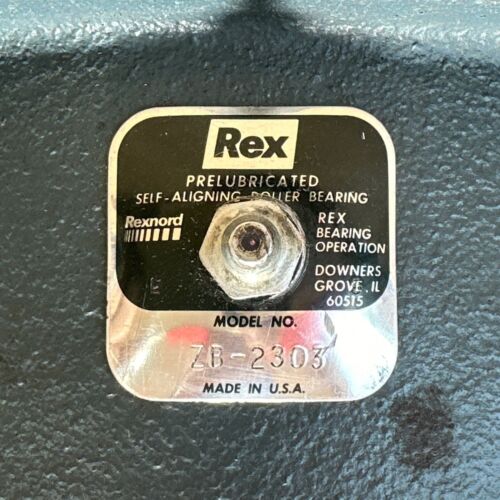 Rex
PRELUBRICATED
SELF-ALIGNING ROLLER BEARING
Rexnord
REX
BEARING
OPERATION
DOWNERS
GROVE, IL
60515
MODEL NO.
ZB-2303
MADE IN U.S.A.